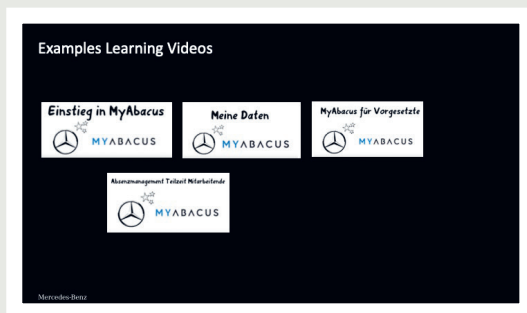 Examples Learning Videos
Einstieg in MyAbacus
MYABACUS
Meine Daten
MYABACUS
MyAbacus für Vorgesetzte
MYABACUS
Absenzmanagement Teilzeit Mitarbeitende
MYABACUS
Mercedes-Benz